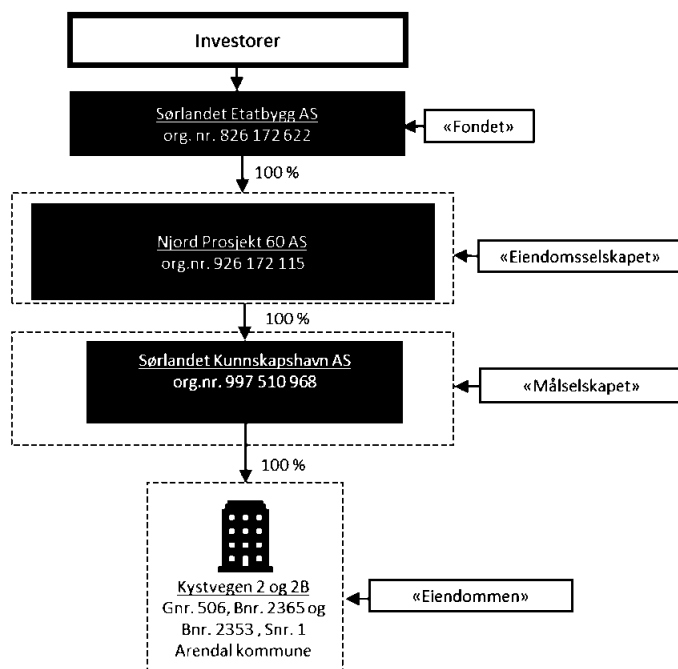 Investorer
Sørlandet Etatbygg AS
org. nr. 826 172 622
«Fondet»
100 %
Njord Prosjekt 60 AS
org.nr. 926 172 115
«Eiendomsselskapet»
100 %
Sørlandet Kunnskapshavn AS
org.nr. 997 510 968
«Målselskapet»
100 %
Kystvegen 2 og 2B
Gnr. 506, Bnr. 2365 og
Bnr. 2353 , Snr. 1
Arendal kommune
«Eiendommen»